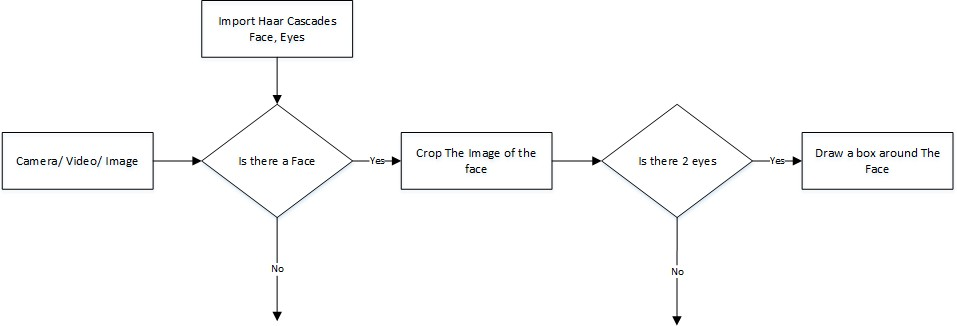 Import Haar Cascades
Face, Eyes
Camera/ Video/ Image
Is there a Face
Yes
Crop The Image of the
face
Is there 2 eyes
Yes
Draw a box around The
Face
No
No